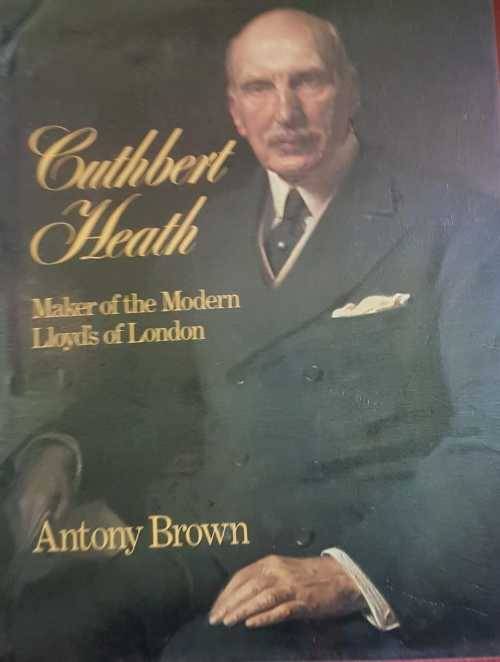 Cuthbert
Heath
Maker of the Modern
Lloyd's of London
Antony Brown